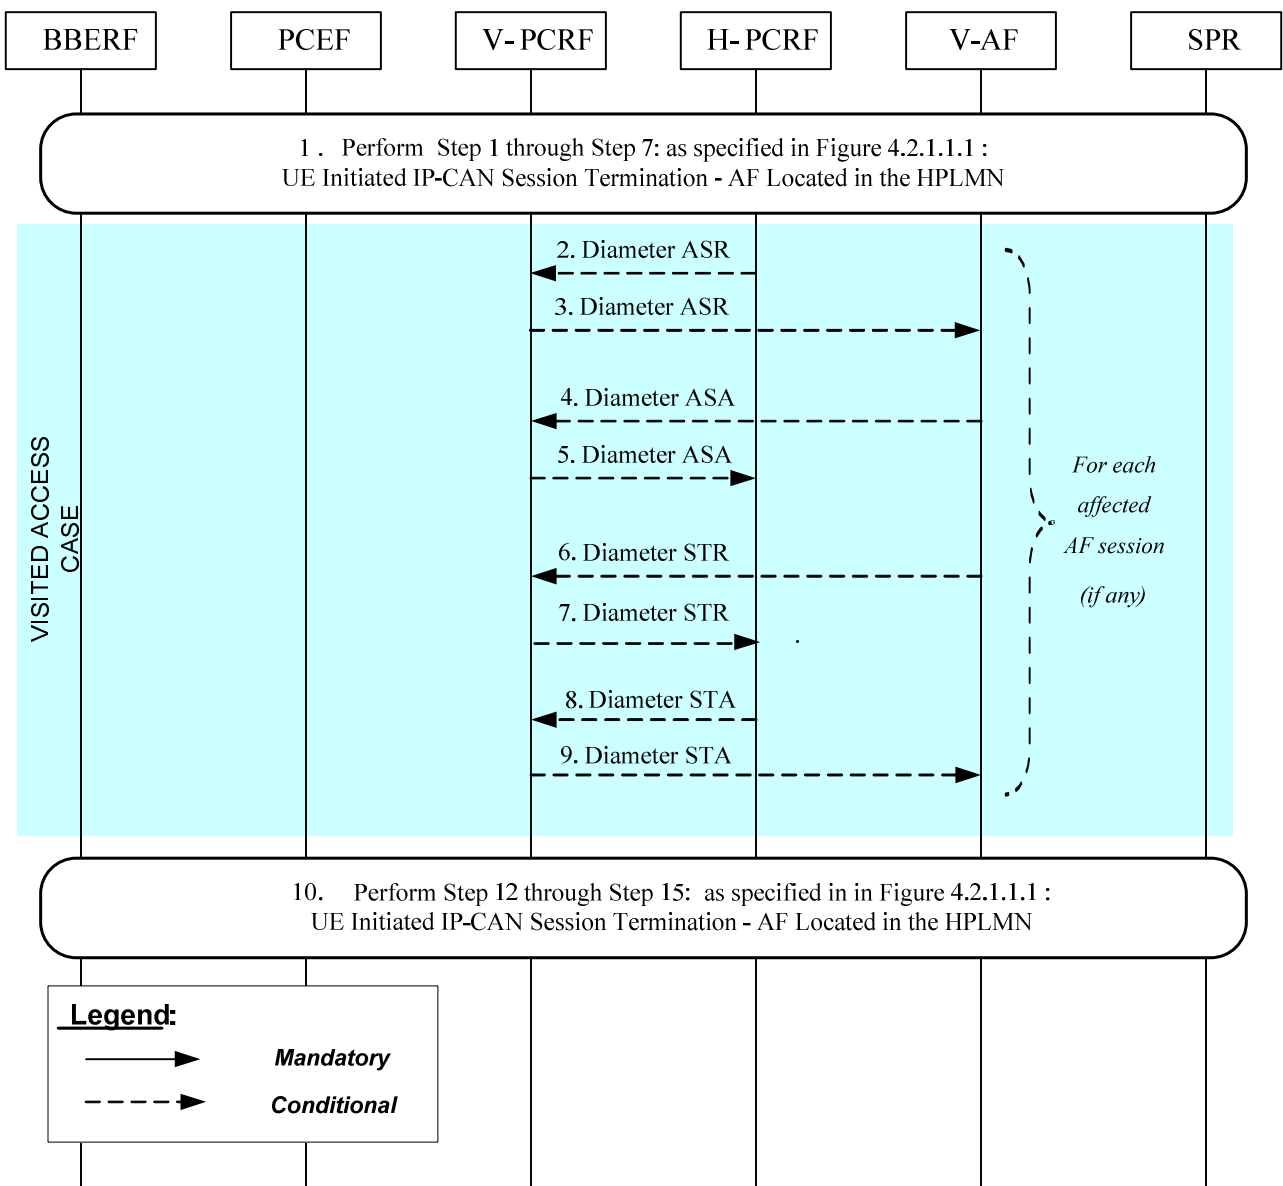 BBERF
PCEF
V-PCRF
H-PCRF
V-AF
SPR
1 .   Perform  Step 1 through Step 7: as specified in Figure 4.2.1.1.1 :
UE Initiated IP-CAN Session Termination - AF Located in the HPLMN
2. Diameter ASR
3. Diameter ASR
4. Diameter ASA
5. Diameter ASA
6. Diameter STR
7. Diameter STR
8. Diameter STA
9. Diameter STA
VISITED ACCESS
CASE
For each
affected
AF session
(if any)
10.    Perform Step 12 through Step 15:  as specified in in Figure 4.2.1.1.1 :
UE Initiated IP-CAN Session Termination - AF Located in the HPLMN
Legend:
Mandatory
Conditional